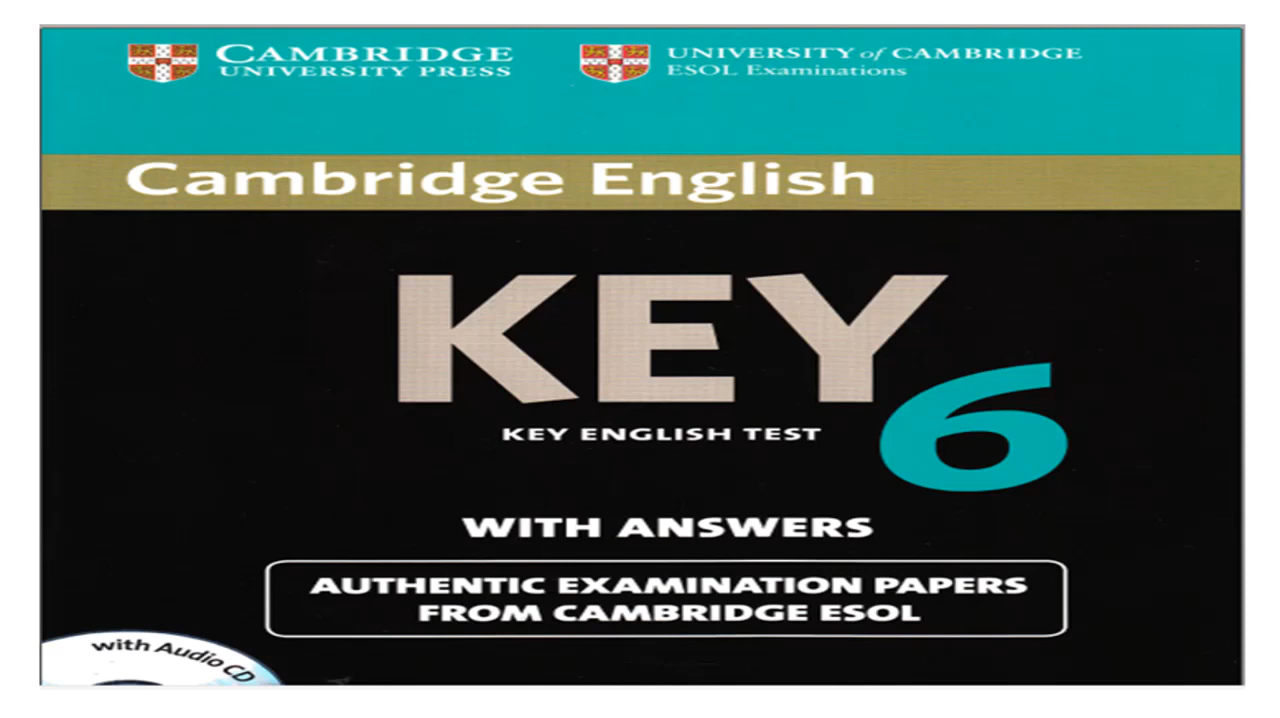 CAMBRIDGE
UNIVERSITY PRESS
UNIVERSITY of CAMBRIDGE
ESOL Examinations
Cambridge English
KEY
6
KEY ENGLISH TEST
WITH ANSWERS
AUTHENTIC EXAMINATION PAPERS
FROM CAMBRIDGE ESOL
with Audio CD